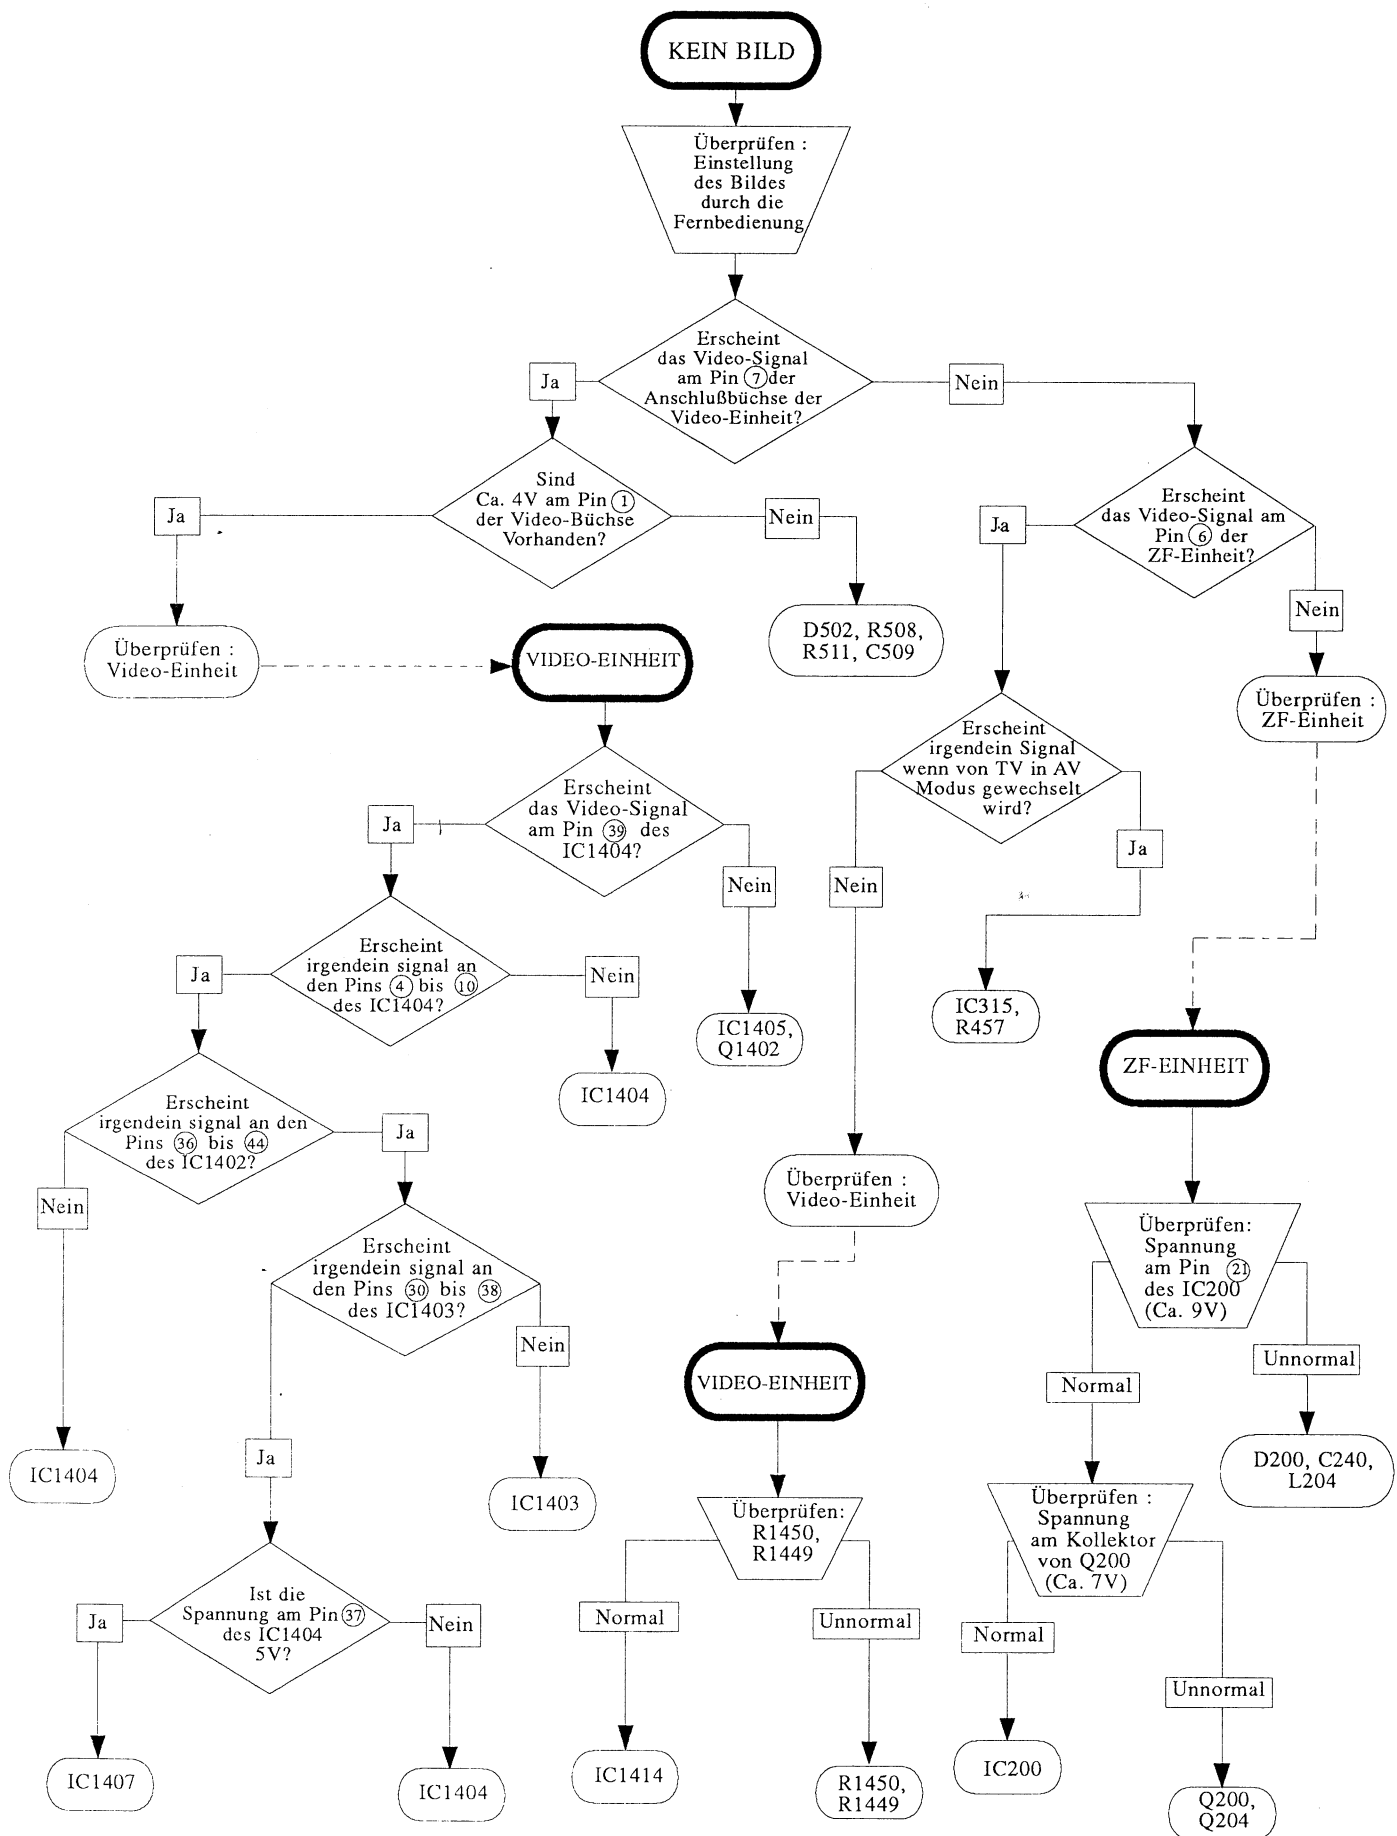 KEIN BILD
Überprüfen :
Einstellung
des Bildes
durch die
Fernbedienung
Erscheint
das Video-Signal
am Pin 7 der
Anschlußbüchse der
Video-Einheit?
Ja
Nein
Sind
Ca. 4V am Pin 1
der Video-Büchse
Vorhanden?
Ja
Nein
Erscheint
das Video-Signal am
Pin 6 der
ZF-Einheit?
Ja
Nein
Überprüfen :
Video-Einheit
D502, R508,
R511, C509
VIDEO-EINHEIT
Überprüfen :
ZF-Einheit
Erscheint
irgendein Signal
wenn von TV in AV
Modus gewechselt
wird?
Nein
Ja
Erscheint
das Video-Signal
am Pin 39 des
IC1404?
Ja
Nein
Erscheint
irgendein signal an
den Pins 4 bis 10
des IC1404?
Ja
Nein
IC1405,
Q1402
IC315,
R457
ZF-EINHEIT
IC1404
Erscheint
irgendein signal an den
Pins 36 bis 44
des IC1402?
Nein
Ja
Überprüfen :
Video-Einheit
Überprüfen:
Spannung
am Pin 21
des IC200
(Ca. 9V)
Normal
Unnormal
Erscheint
irgendein signal an
den Pins 30 bis 38
des IC1403?
Ja
Nein
VIDEO-EINHEIT
IC1404
IC1403
D200, C240,
L204
Überprüfen:
R1450,
R1449
Normal
Unnormal
Überprüfen :
Spannung
am Kollektor
von Q200
(Ca. 7V)
Normal
Unnormal
Ist die
Spannung am Pin 37
des IC1404
5V?
Ja
Nein
IC1407
IC1404
IC1414
R1450,
R1449
IC200
Q200,
Q204